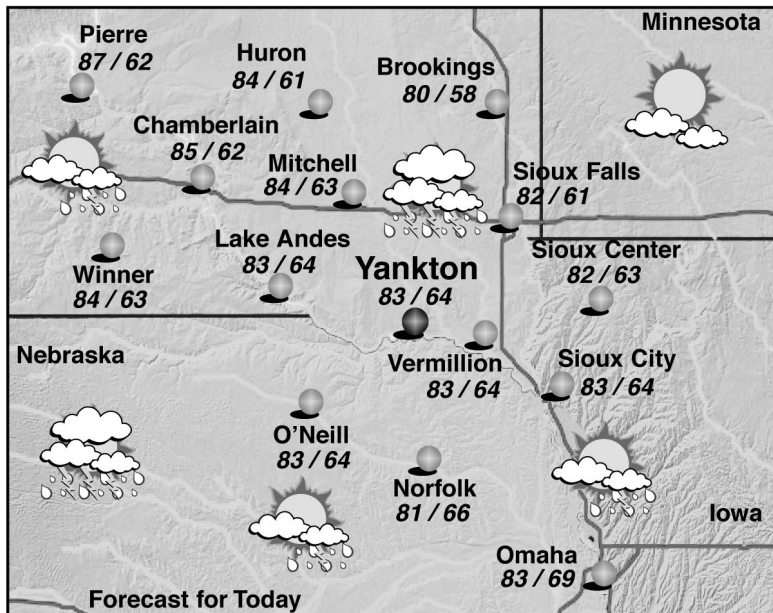 Pierre
87 / 62
Huron
84 / 61
Brookings
80 / 58
Minnesota
Chamberlain
85 / 62
Mitchell
84 / 63
Sioux Falls
82 / 61
Winner
84 / 63
Lake Andes
83 / 64
Yankton
83 / 64
Sioux Center
82 / 63
Nebraska
Vermillion
83 / 64
Sioux City
83 / 64
O'Neill
83 / 64
Norfolk
81 / 66
Iowa
Omaha
83 / 69
Forecast for Today